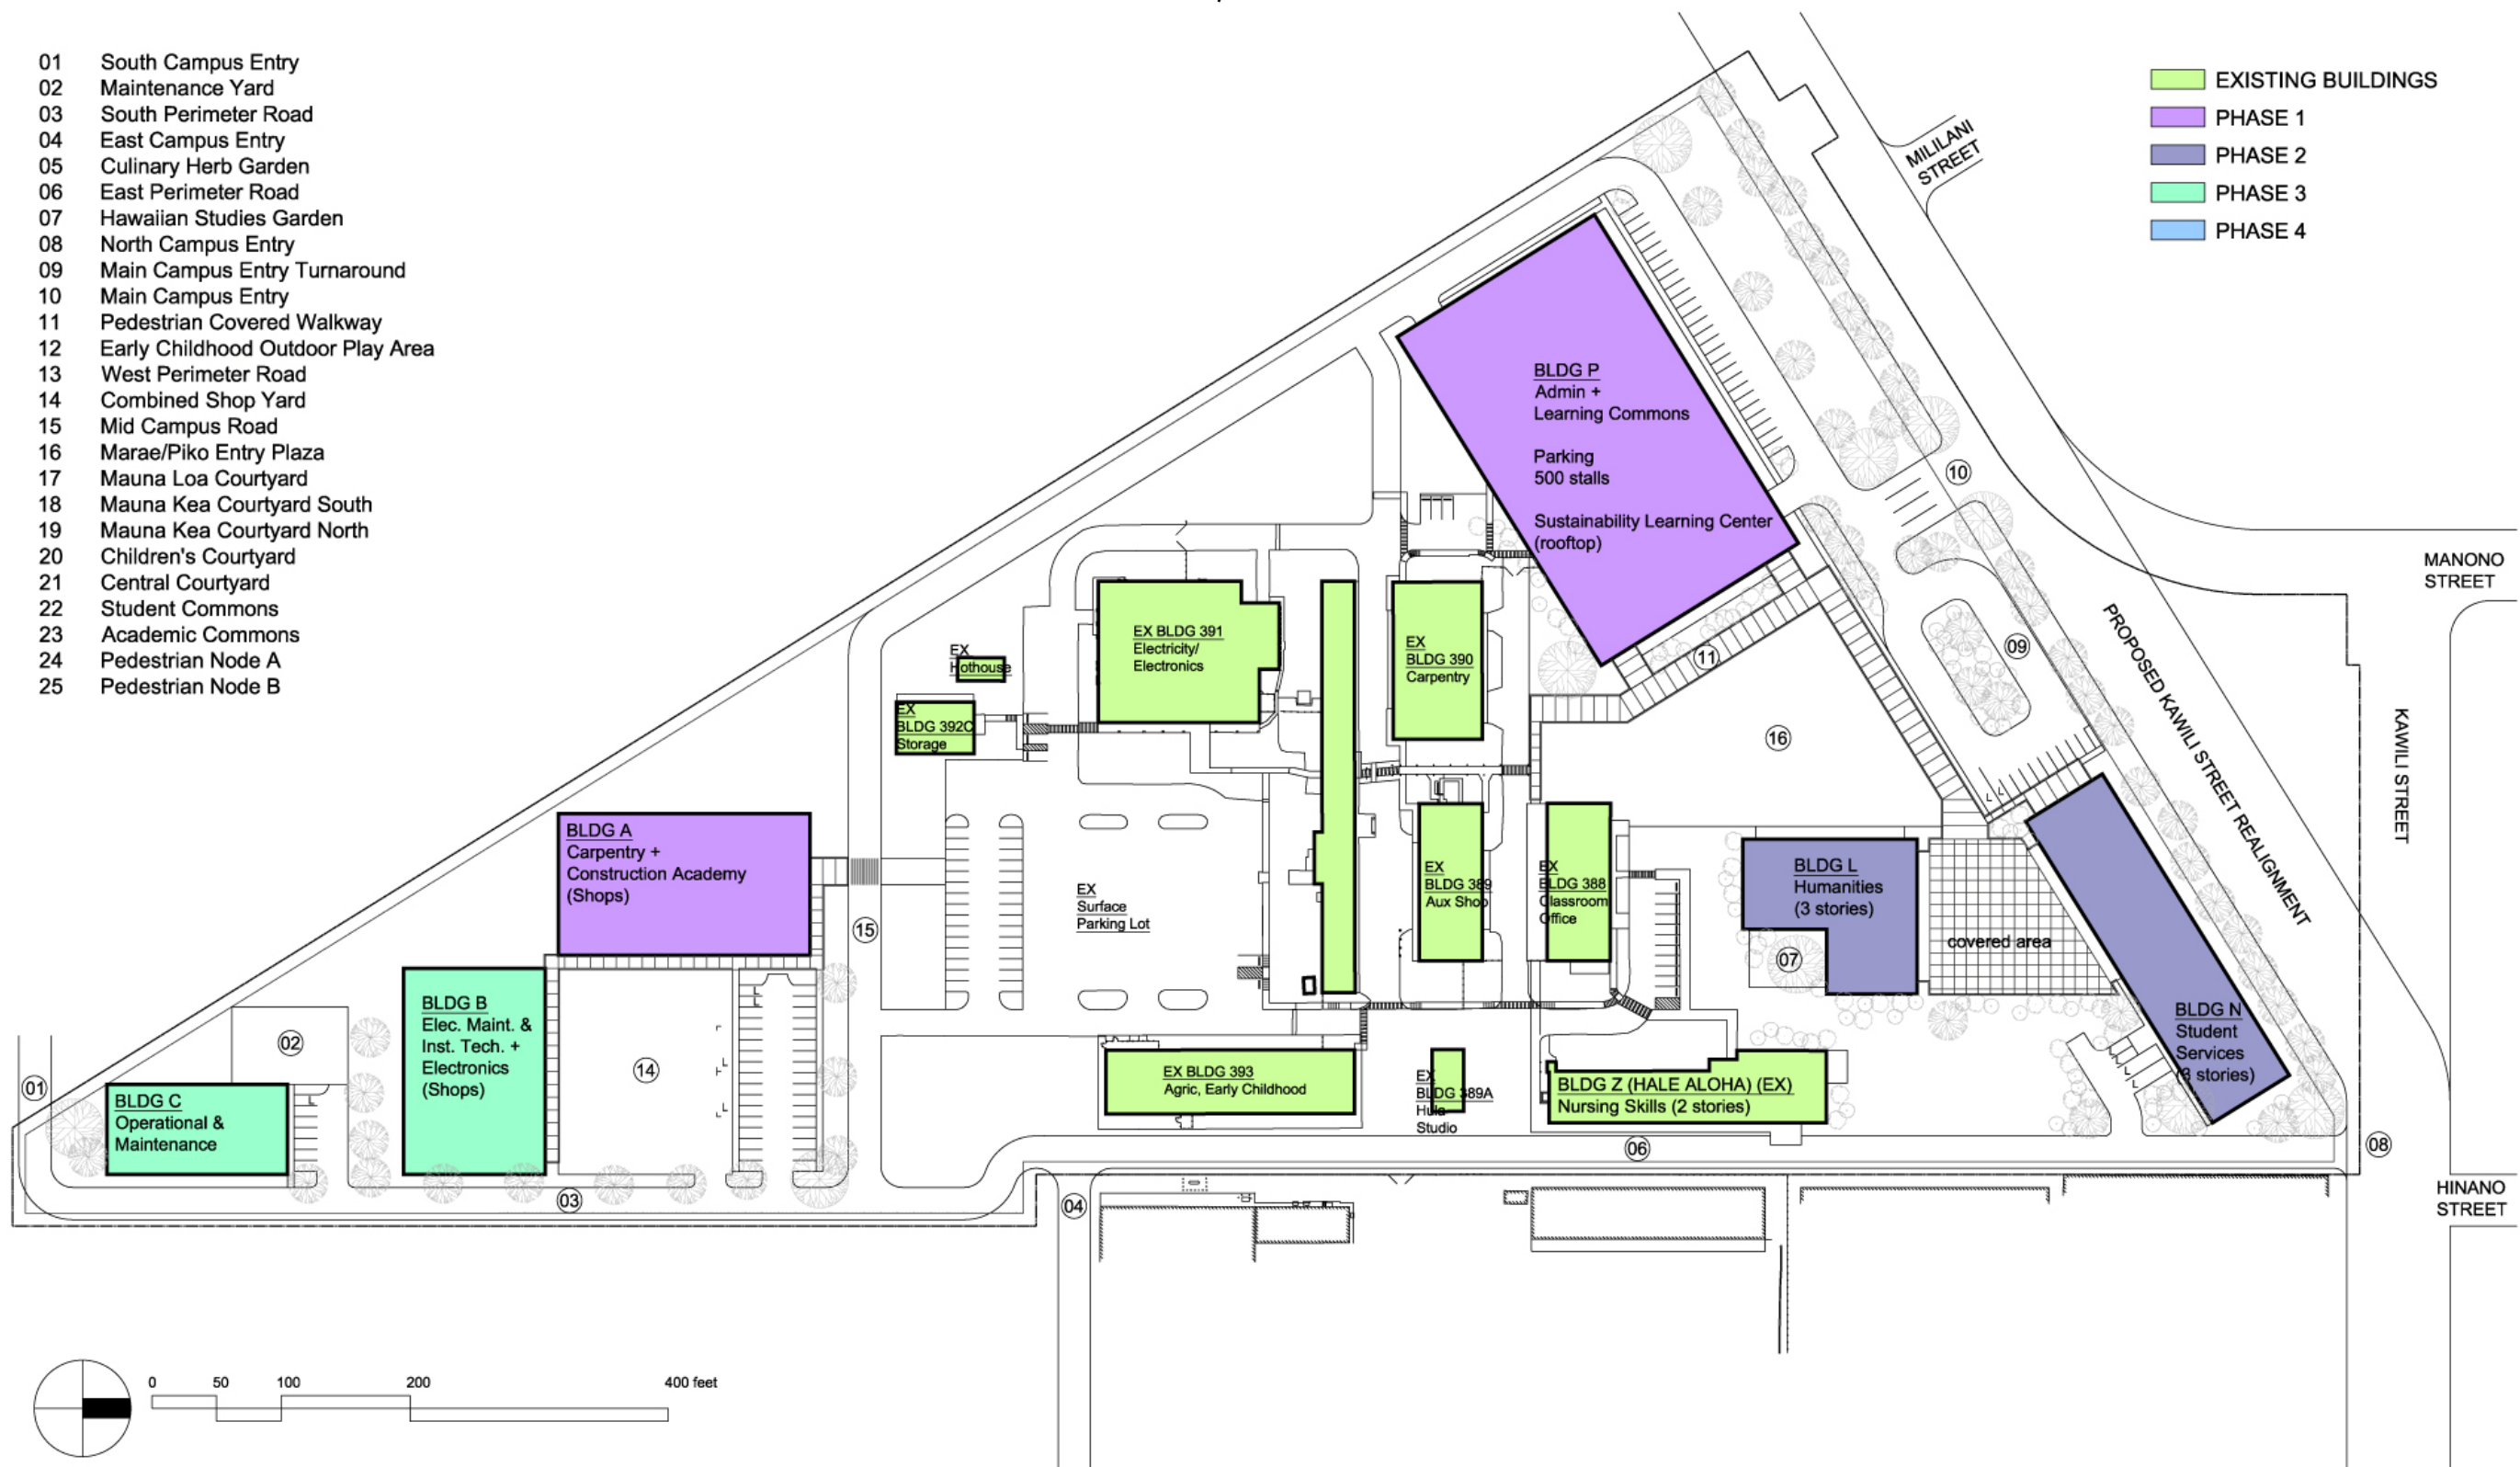 01 South Campus Entry
02 Maintenance Yard
03 South Perimeter Road
04 East Campus Entry
05 Culinary Herb Garden
06 East Perimeter Road
07 Hawaiian Studies Garden
08 North Campus Entry
09 Main Campus Entry Turnaround
10 Main Campus Entry
11 Pedestrian Covered Walkway
12 Early Childhood Outdoor Play Area
13 West Perimeter Road
14 Combined Shop Yard
15 Mid Campus Road
16 Marae/Piko Entry Plaza
17 Mauna Loa Courtyard
18 Mauna Kea Courtyard South
19 Mauna Kea Courtyard North
20 Children's Courtyard
21 Central Courtyard
22 Student Commons
23 Academic Commons
24 Pedestrian Node A
25 Pedestrian Node B
EXISTING BUILDINGS
PHASE 1
PHASE 2
PHASE 3
PHASE 4
MILILANI
STREET
BLDG P
Admin +
Learning Commons
Parking
500 stalls
Sustainability Learning Center
(rooftop)
10
MANONO
STREET
09
PROPOSED KAWILI STREET REALIGNMENT
KAWILI STREET
EX BLDG 391
Electricity/
Electronics
EX
BLDG 390
Carpentry
11
EX
Hothouse
EX
BLDG 392C
Storage
16
BLDG A
Carpentry +
Construction Academy
(Shops)
EX
Surface
Parking Lot
EX
BLDG 389
Aux Shop
EX
BLDG 388
Classroom
Office
BLDG L
Humanities
(3 stories)
covered area
07
15
BLDG B
Elec. Maint. &
Inst. Tech. +
Electronics
(Shops)
14
02
01
BLDG C
Operational &
Maintenance
EX BLDG 393
Agric, Early Childhood
EX
BLDG 389A
Hula
Studio
BLDG Z (HALE ALOHA) (EX)
Nursing Skills (2 stories)
BLDG N
Student
Services
(3 stories)
06
08
03
04
HINANO
STREET
0 50 100 200 400 feet